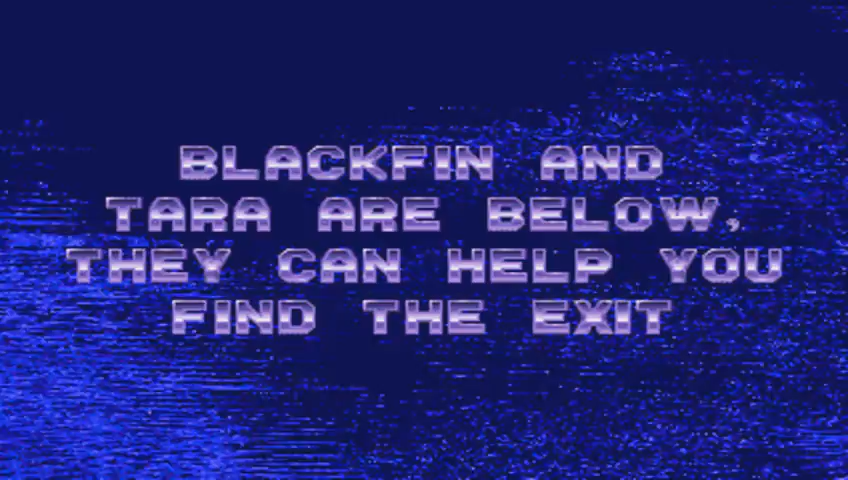 BLACKFIN AND
TARA ARE BELOW,
THEY CAN HELP YOU
FIND THE EXIT